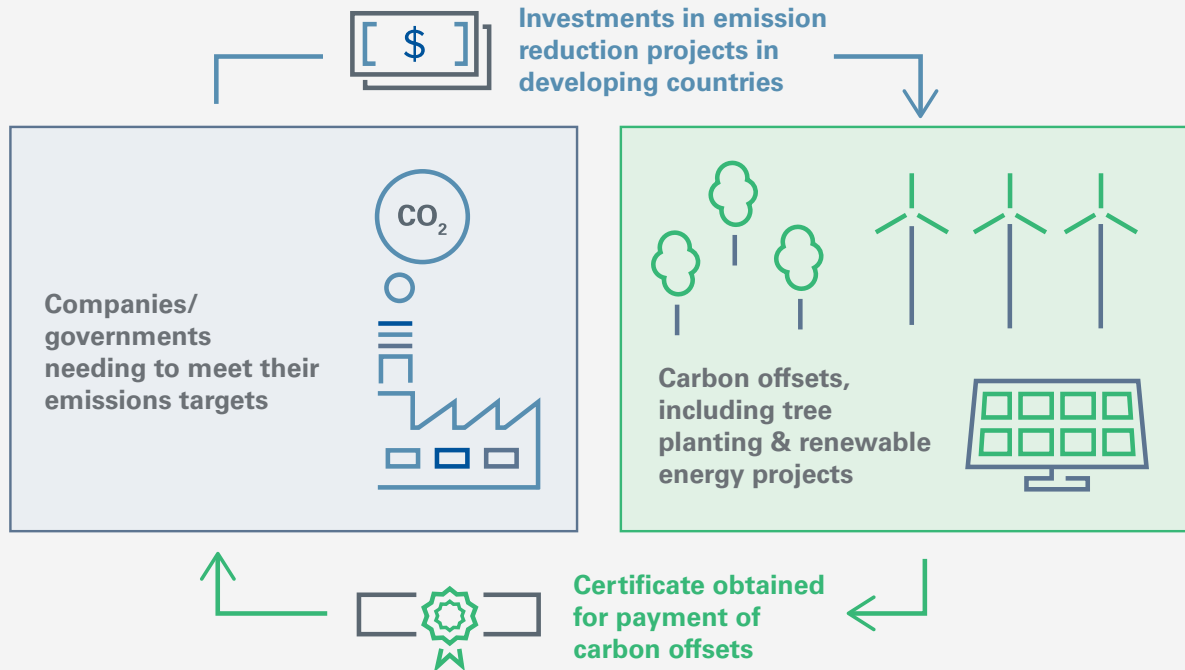 $
Investments in emission
reduction projects in
developing countries
CO₂
Companies/
governments
needing to meet their
emissions targets
Carbon offsets,
including tree
planting & renewable
energy projects
Certificate obtained
for payment of
carbon offsets